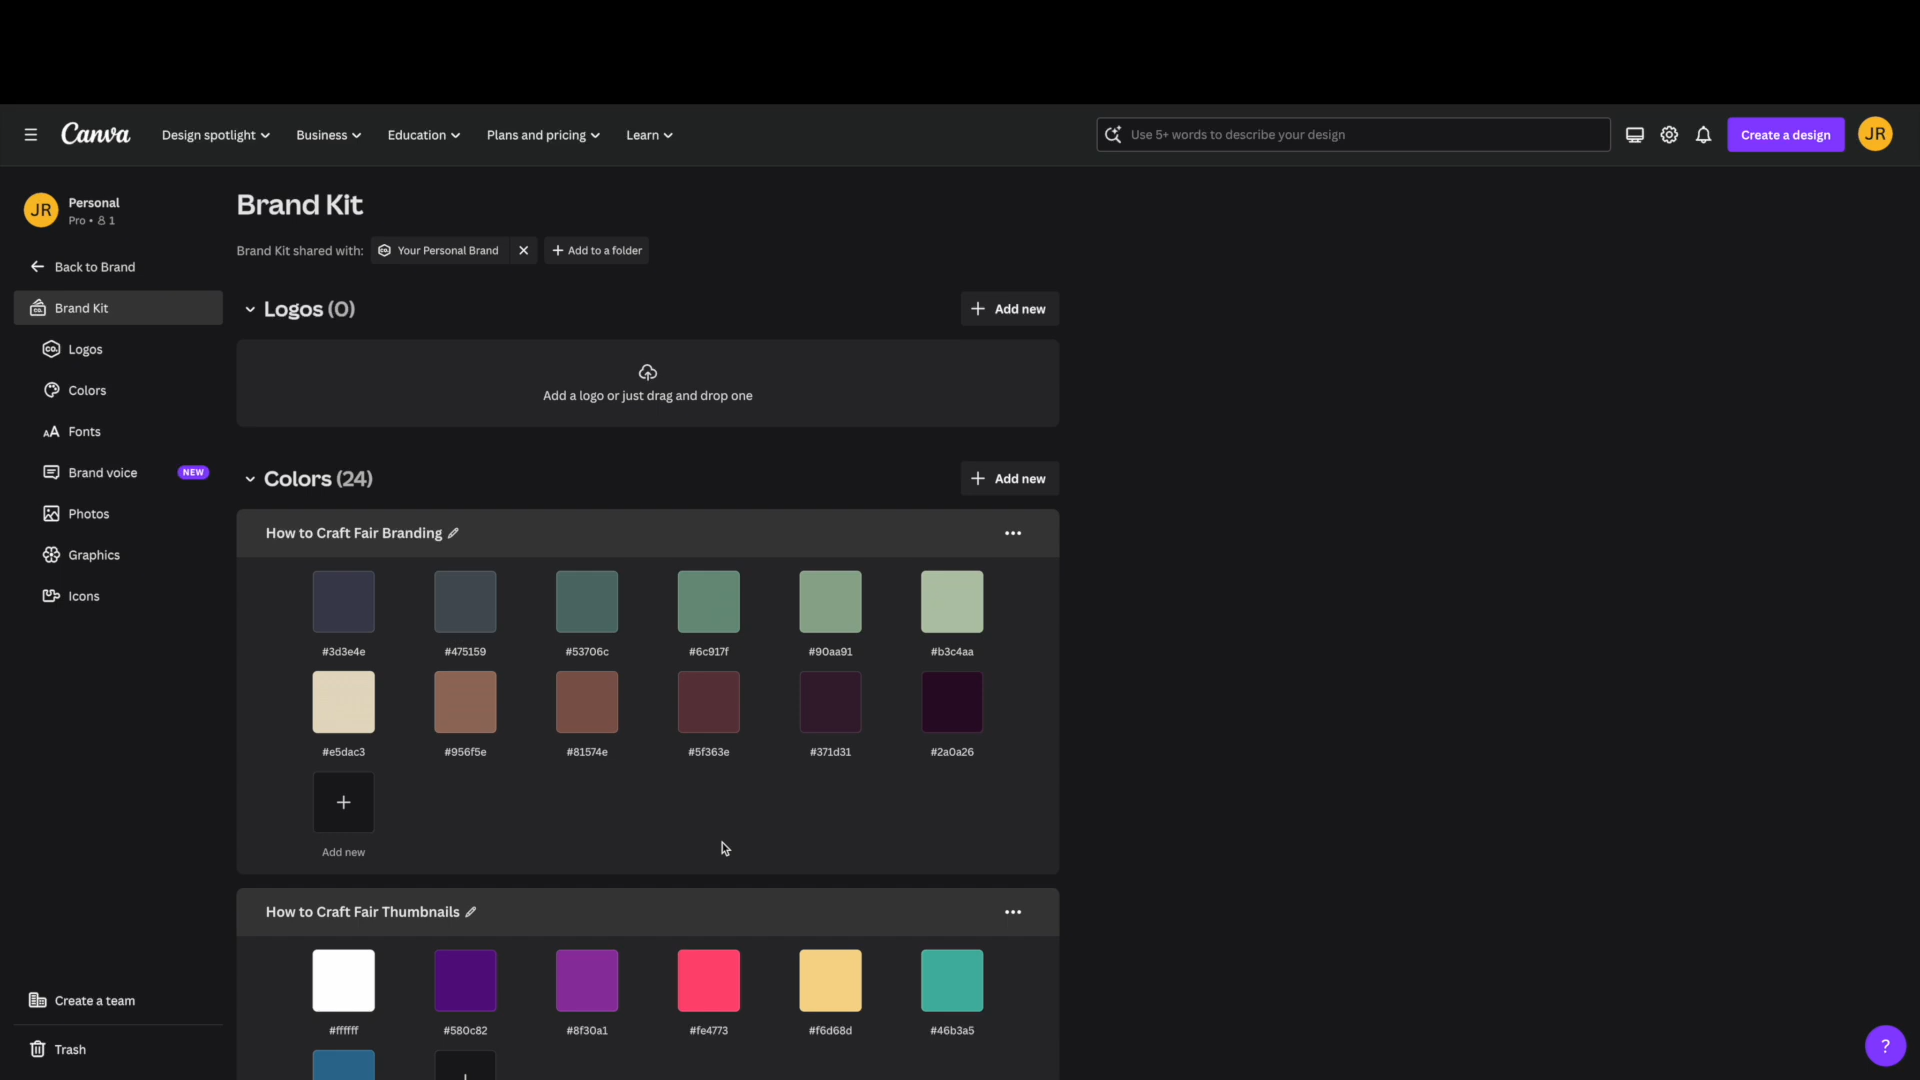 Canva
Design spotlight
Business
Education
Plans and pricing
Learn
Use 5+ words to describe your design
Create a design
JR
JR
Personal
Pro • 1
Back to Brand
Brand Kit
Logos
Colors
Fonts
Brand voice
NEW
Photos
Graphics
Icons
Create a team
Trash
Brand Kit
Brand Kit shared with:
CO.
Your Personal Brand
Add to a folder
Logos (0)
Add new
Add a logo or just drag and drop one
Colors (24)
Add new
How to Craft Fair Branding
#3d3e4e
#475159
#53706c
#6c917f
#90aa91
#b3c4aa
#e5dac3
#956f5e
#81574e
#5f363e
#371d31
#2a0a26
Add new
How to Craft Fair Thumbnails
#ffffff
#580c82
#8f30a1
#fe4773
#f6d68d
#46b3a5
?